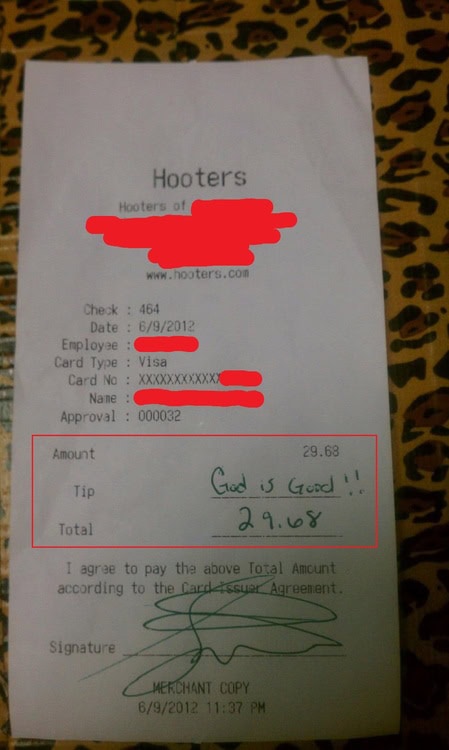 Hooters
Hooters of
www.hooters.com
Check : 464
Date : 6/9/2012
Employee :
Card Type : Visa
Card No : XXXXXXXXXXXX
Name :
Approval : 000032
Amount 29.68
Tip God is Good!!
Total 29.68
I agree to pay the above Total Amount
according to the Card Issuer Agreement.
Signature
MERCHANT COPY
6/9/2012 11:37 PM